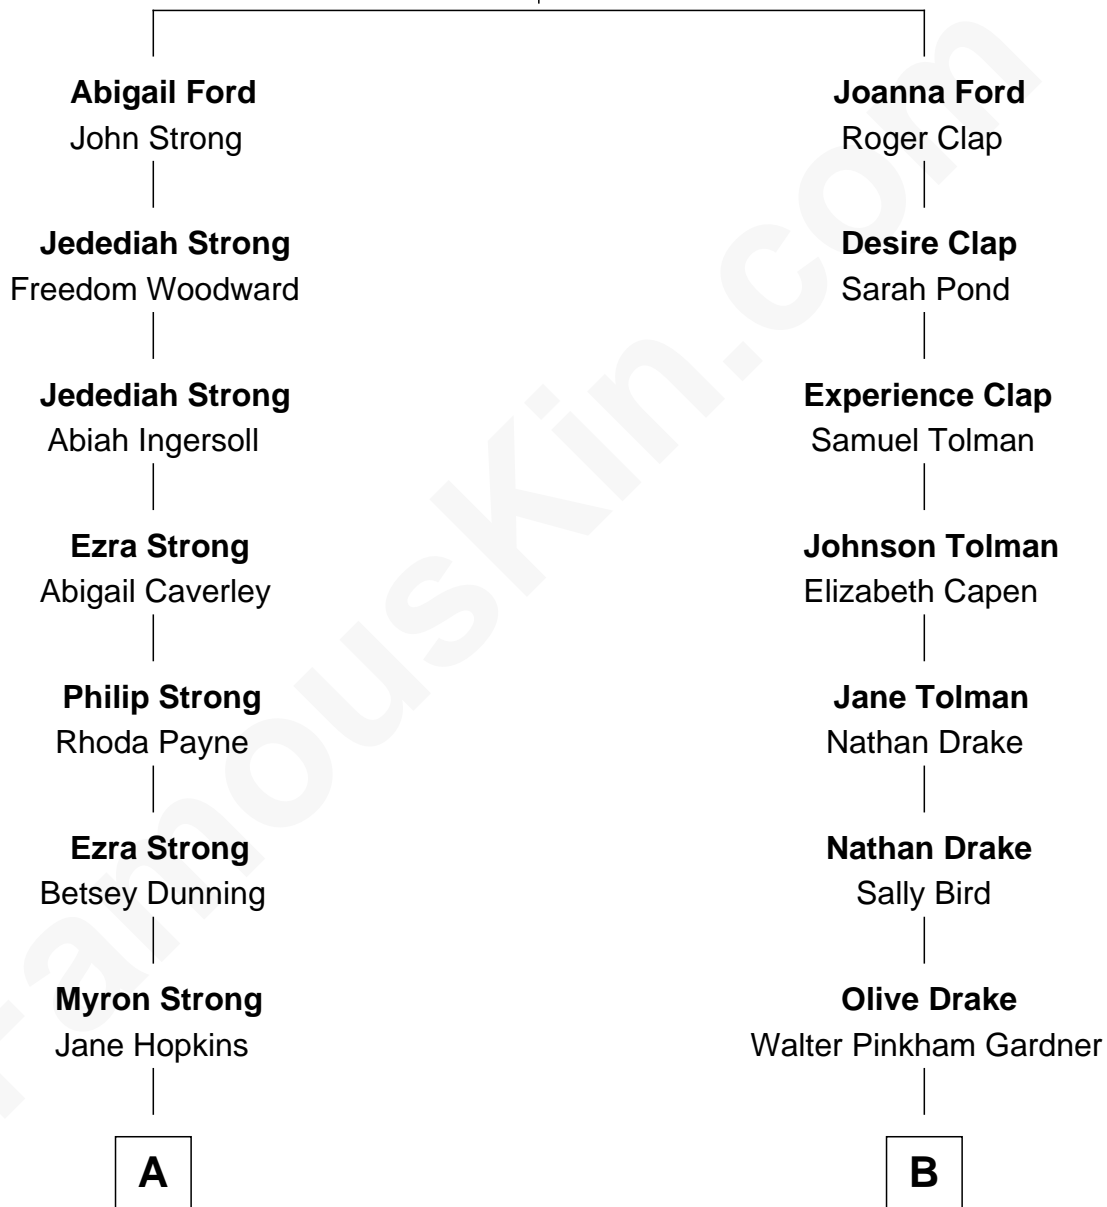 Abigail Ford
John Strong
Jedediah Strong
Freedom Woodward
Jedediah Strong
Abiah Ingersoll
Ezra Strong
Abigail Caverley
Philip Strong
Rhoda Payne
Ezra Strong
Betsey Dunning
Myron Strong
Jane Hopkins
A
Joanna Ford
Roger Clap
Desire Clap
Sarah Pond
Experience Clap
Samuel Tolman
Johnson Tolman
Elizabeth Capen
Jane Tolman
Nathan Drake
Nathan Drake
Sally Bird
Olive Drake
Walter Pinkham Gardner
B
FamousKin.com